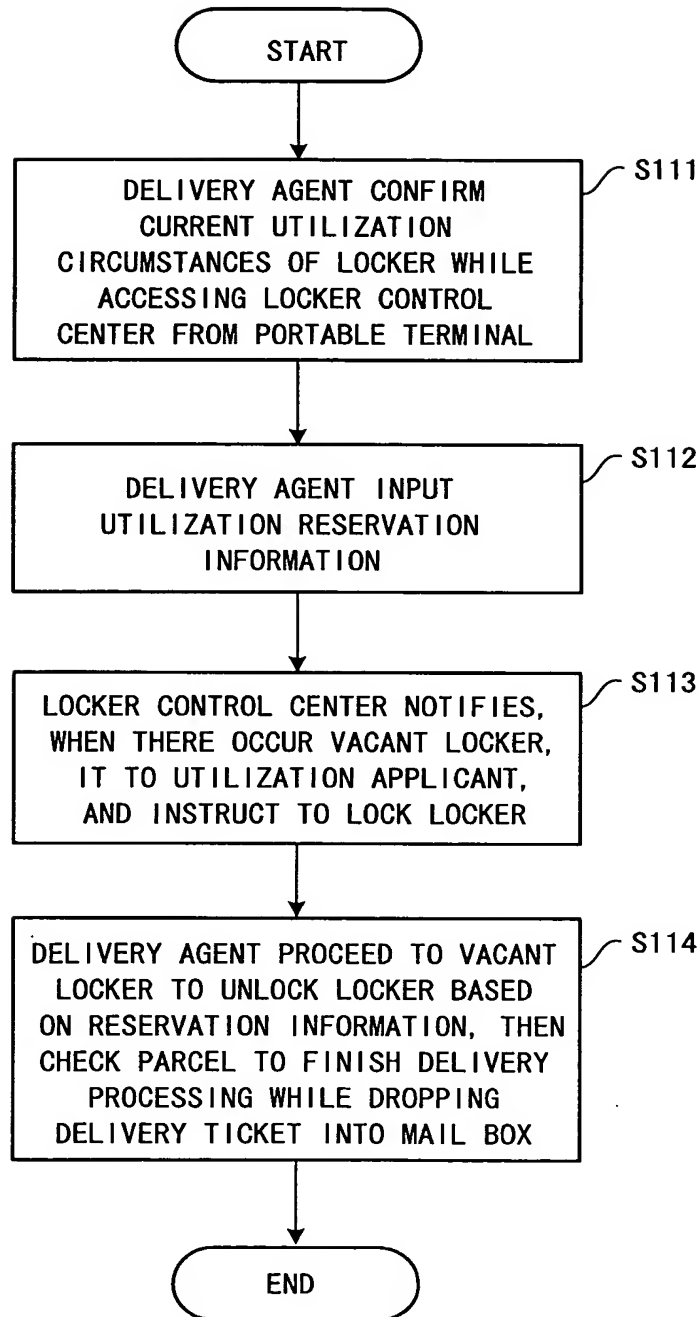 START
S111
DELIVERY AGENT CONFIRM
CURRENT UTILIZATION
CIRCUMSTANCES OF LOCKER WHILE
ACCESSING LOCKER CONTROL
CENTER FROM PORTABLE TERMINAL
S112
DELIVERY AGENT INPUT
UTILIZATION RESERVATION
INFORMATION
S113
LOCKER CONTROL CENTER NOTIFIES,
WHEN THERE OCCUR VACANT LOCKER,
IT TO UTILIZATION APPLICANT,
AND INSTRUCT TO LOCK LOCKER
S114
DELIVERY AGENT PROCEED TO VACANT
LOCKER TO UNLOCK LOCKER BASED
ON RESERVATION INFORMATION, THEN
CHECK PARCEL TO FINISH DELIVERY
PROCESSING WHILE DROPPING
DELIVERY TICKET INTO MAIL BOX
END